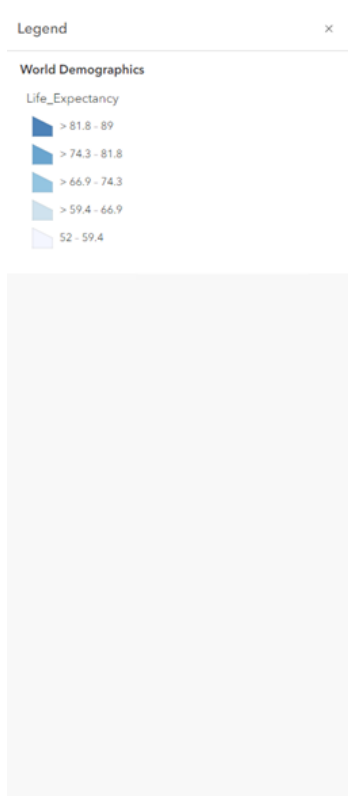 Legend ×
World Demographics
Life_Expectancy
> 81.8 - 89
> 74.3 - 81.8
> 66.9 - 74.3
> 59.4 - 66.9
52 - 59.4